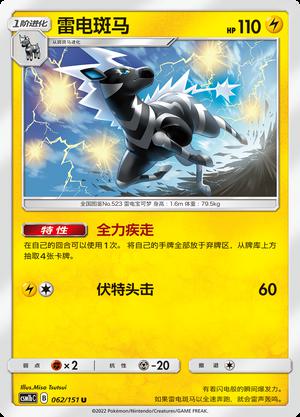 1阶进化
雷电斑马
HP 110
从斑斑马进化
全国图鉴No.523 雷电宝可梦 身高：1.6m 体重：79.5kg
特性 全力疾走
在自己的回合可以使用1次。将自己的手牌全部放于弃牌区，从牌库上方
抽取4张卡牌。
伏特头击 60
弱点 ×2 抗性 -20 撤退
Illus.Misa Tsutsui
CSM1bC B 062/151 U
有着闪电般的瞬间爆发力。
如果雷电斑马以全速奔跑，就会雷声轰鸣。
©2022 Pokémon/Nintendo/Creatures/GAME FREAK.